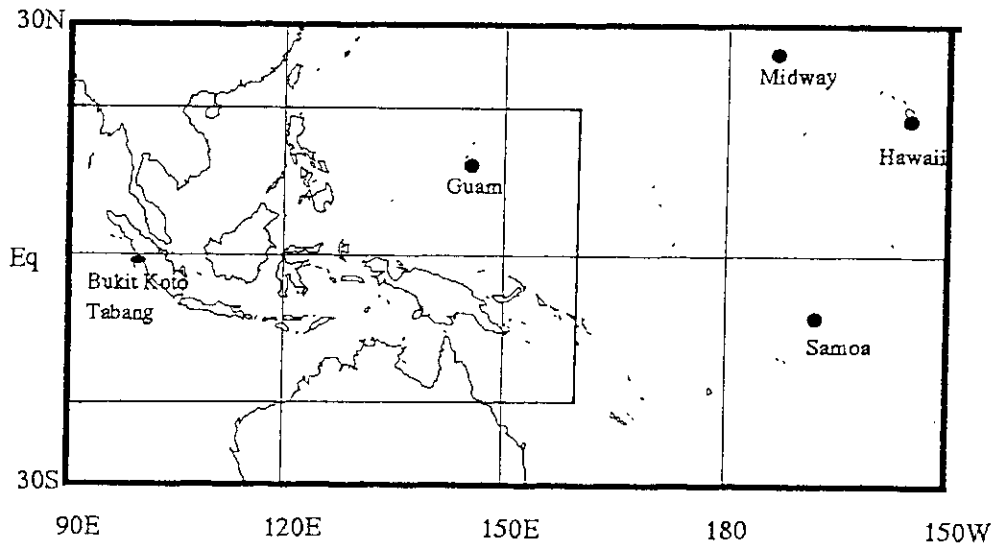 30N
Midway
Hawaii
Guam
Eq
Bukit Koto
Tabang
Samoa
30S
90E 120E 150E 180 150W